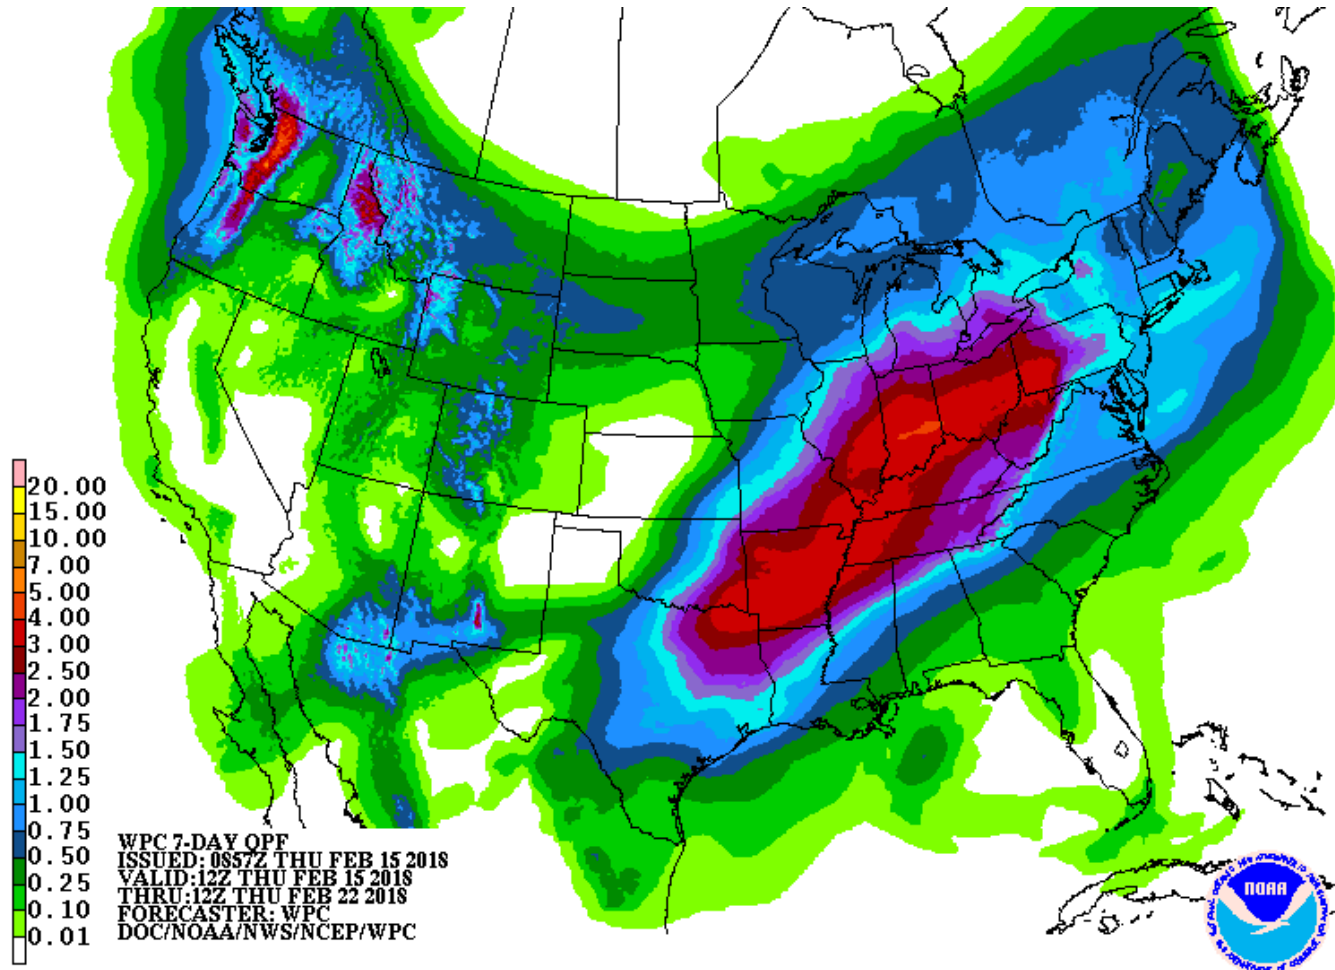 20.00
15.00
10.00
7.00
5.00
4.00
3.00
2.50
2.00
1.75
1.50
1.25
1.00
0.75
0.50
0.25
0.10
0.01
WPC 7-DAY QPF
ISSUED: 0857Z THU FEB 15 2018
VALID:12Z THU FEB 15 2018
THRU:12Z THU FEB 22 2018
FORECASTER: WPC
DOC/NOAA/NWS/NCEP/WPC
NOAA